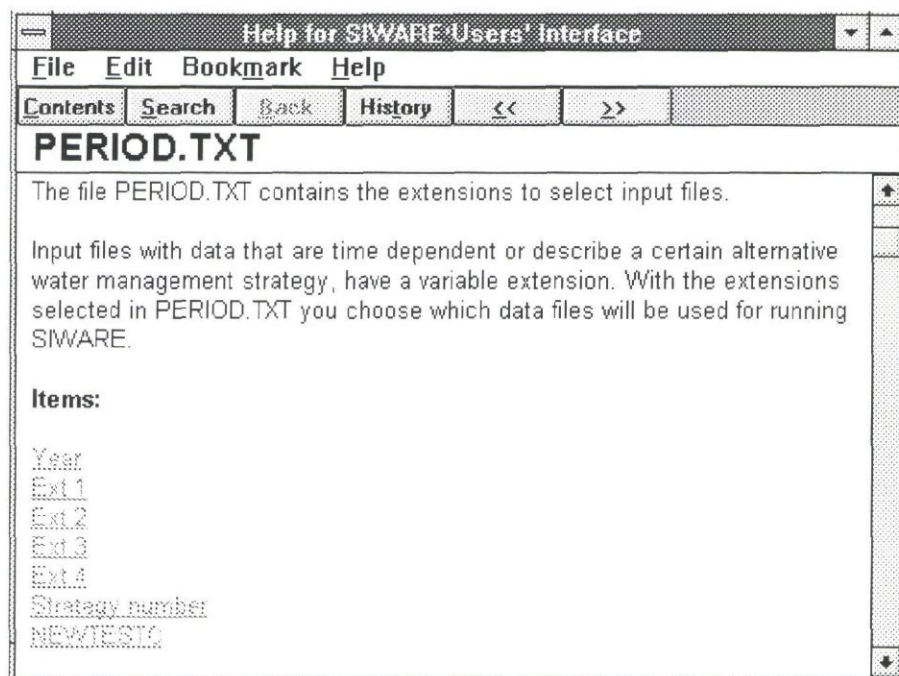 Help for SIWARE'Users' Interface
File Edit Bookmark Help
Contents Search Back History << >>
PERIOD.TXT
The file PERIOD.TXT contains the extensions to select input files.
Input files with data that are time dependent or describe a certain alternative
water management strategy, have a variable extension. With the extensions
selected in PERIOD.TXT you choose which data files will be used for running
SIWARE.
Items:
Year
Ext 1
Ext 2
Ext 3
Ext 4
Strategy number
NEWTEST0